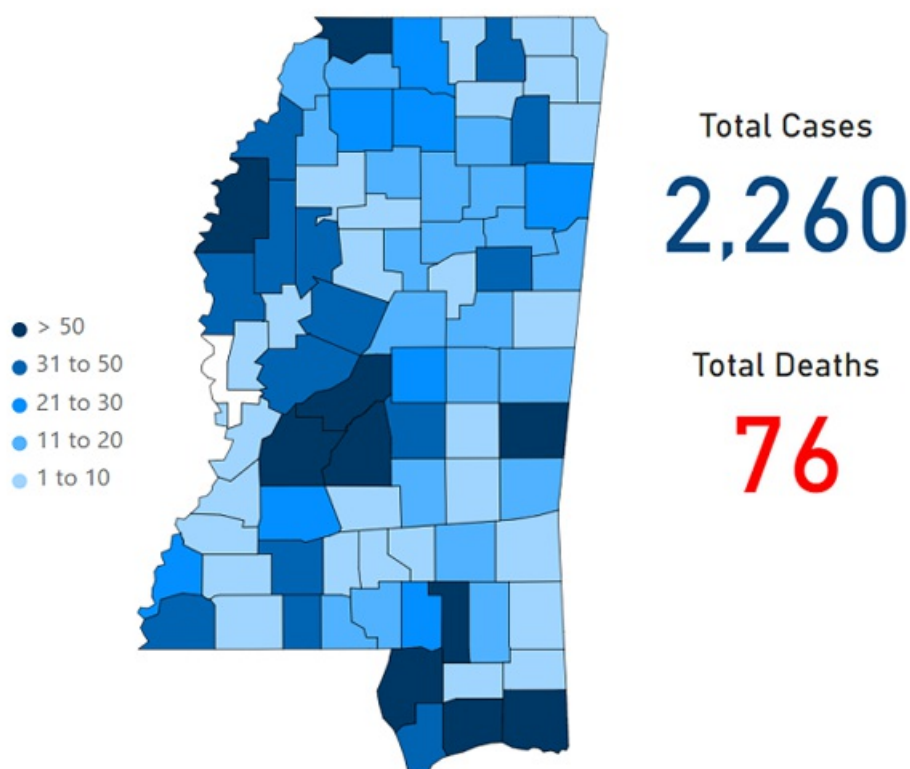 Total Cases
2,260
> 50
31 to 50
21 to 30
11 to 20
1 to 10
Total Deaths
76